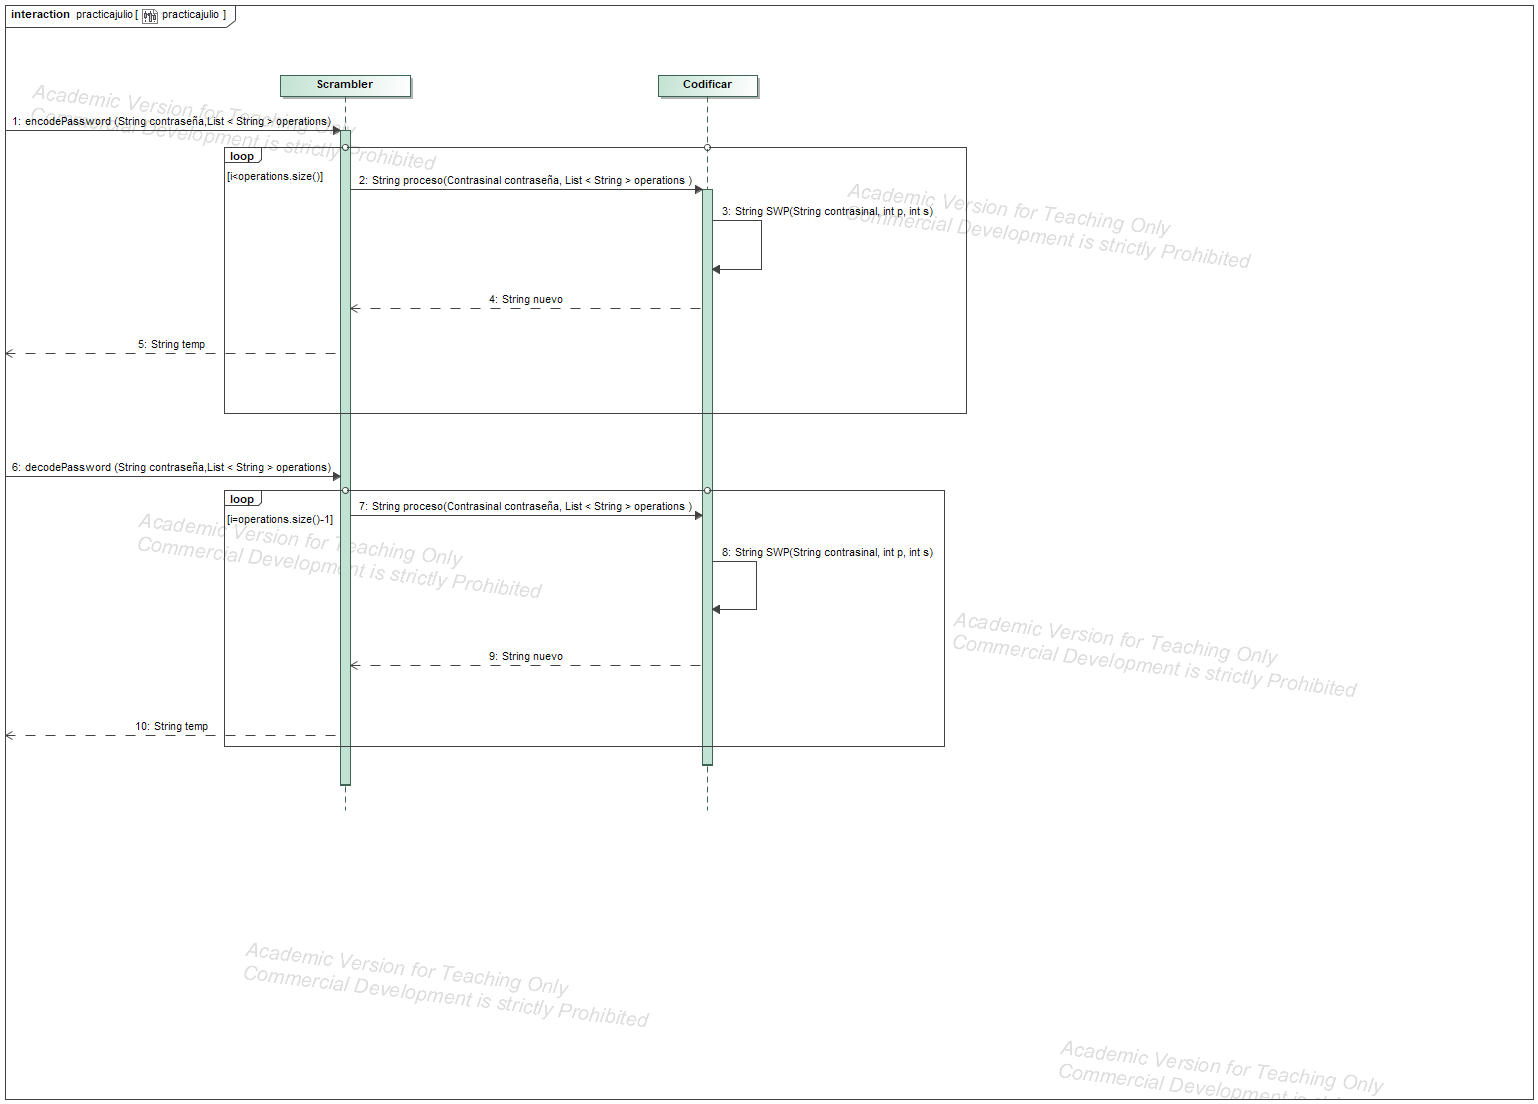 interaction practicajulio [ practicajulio ]
Scrambler
Codificar
Academic Version for Teaching Only
Commercial Development is strictly Prohibited
1: encodePassword (String contraseña,List < String > operations)
loop
[i<operations.size()]
2: String proceso(Contrasinal contraseña, List < String > operations )
Academic Version for Teaching Only
Commercial Development is strictly Prohibited
3: String SWP(String contrasinal, int p, int s)
4: String nuevo
5: String temp
6: decodePassword (String contraseña,List < String > operations)
loop
[i=operations.size()-1]
7: String proceso(Contrasinal contraseña, List < String > operations )
Academic Version for Teaching Only
Commercial Development is strictly Prohibited
8: String SWP(String contrasinal, int p, int s)
Academic Version for Teaching Only
Commercial Development is strictly Prohibited
9: String nuevo
10: String temp
Academic Version for Teaching Only
Commercial Development is strictly Prohibited
Academic Version for Teaching Only
Commercial Development is strictly